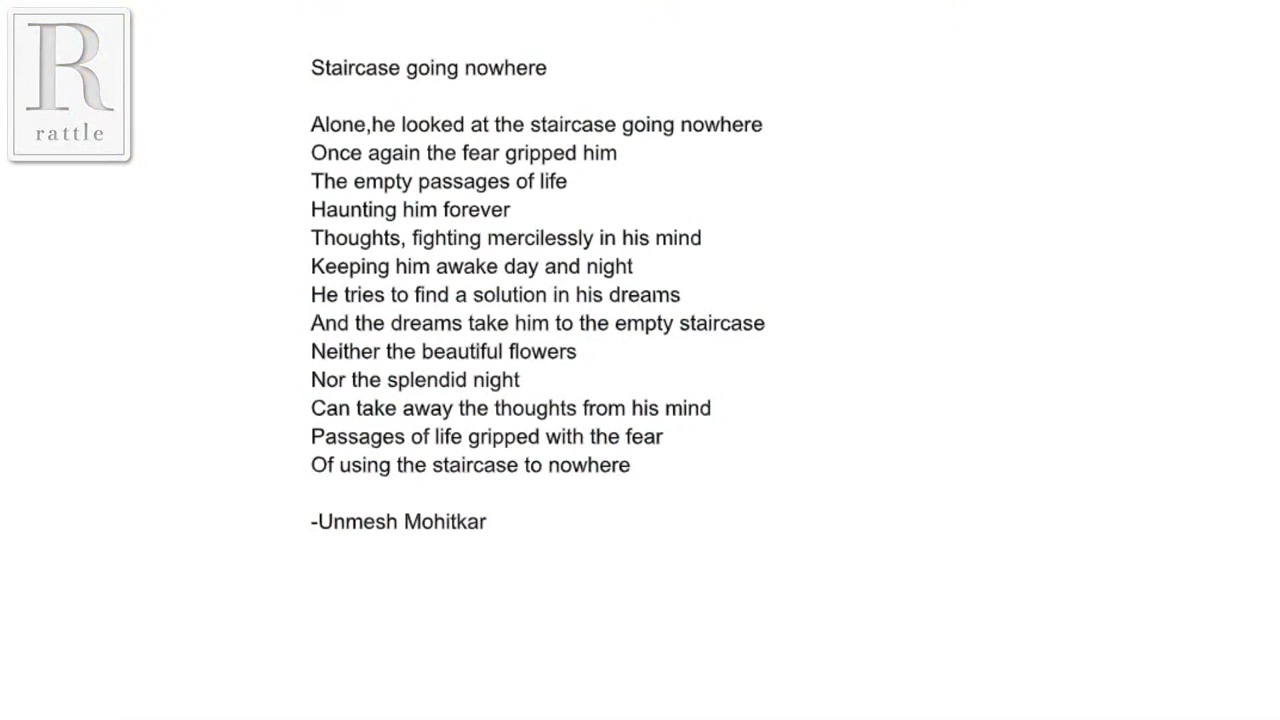 R
rattle
Staircase going nowhere
Alone,he looked at the staircase going nowhere
Once again the fear gripped him
The empty passages of life
Haunting him forever
Thoughts, fighting mercilessly in his mind
Keeping him awake day and night
He tries to find a solution in his dreams
And the dreams take him to the empty staircase
Neither the beautiful flowers
Nor the splendid night
Can take away the thoughts from his mind
Passages of life gripped with the fear
Of using the staircase to nowhere
-Unmesh Mohitkar